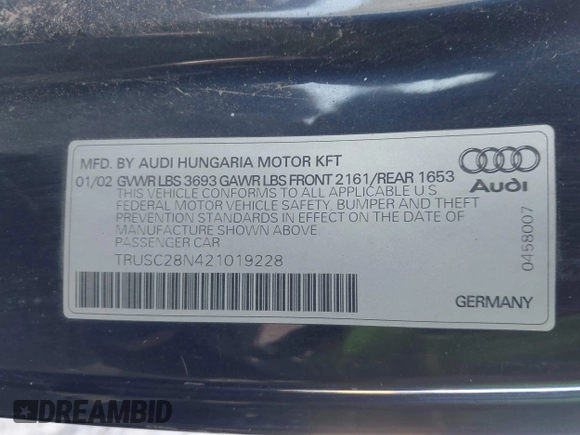 MFD. BY AUDI HUNGARIA MOTOR KFT
01/02 GVWR LBS 3693 GAWR LBS FRONT 2161/REAR 1653
THIS VEHICLE CONFORMS TO ALL APPLICABLE U.S.
FEDERAL MOTOR VEHICLE SAFETY, BUMPER AND THEFT
PREVENTION STANDARDS IN EFFECT ON THE DATE OF
MANUFACTURE SHOWN ABOVE.
PASSENGER CAR
TRUSC28N421019228
Audi
0458007
GERMANY
DREAMBID